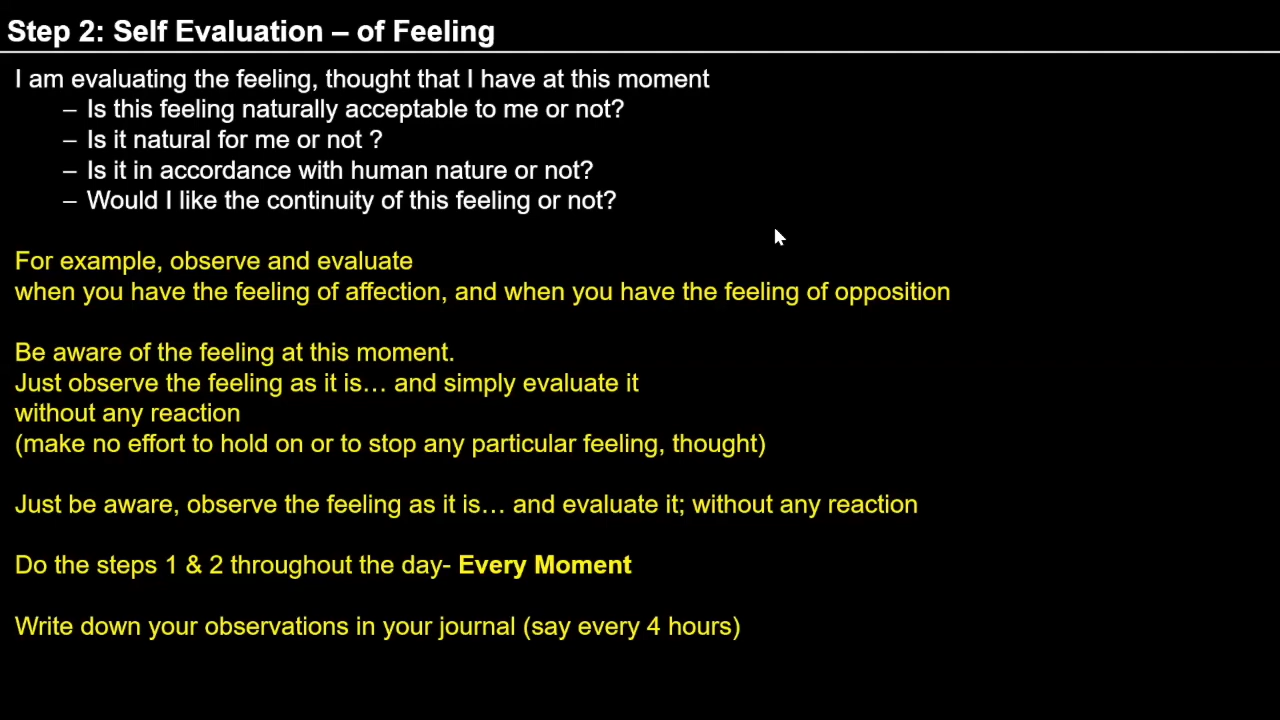 Step 2: Self Evaluation – of Feeling
I am evaluating the feeling, thought that I have at this moment
– Is this feeling naturally acceptable to me or not?
– Is it natural for me or not ?
– Is it in accordance with human nature or not?
– Would I like the continuity of this feeling or not?
For example, observe and evaluate
when you have the feeling of affection, and when you have the feeling of opposition
Be aware of the feeling at this moment.
Just observe the feeling as it is… and simply evaluate it
without any reaction
(make no effort to hold on or to stop any particular feeling, thought)
Just be aware, observe the feeling as it is… and evaluate it; without any reaction
Do the steps 1 & 2 throughout the day- Every Moment
Write down your observations in your journal (say every 4 hours)